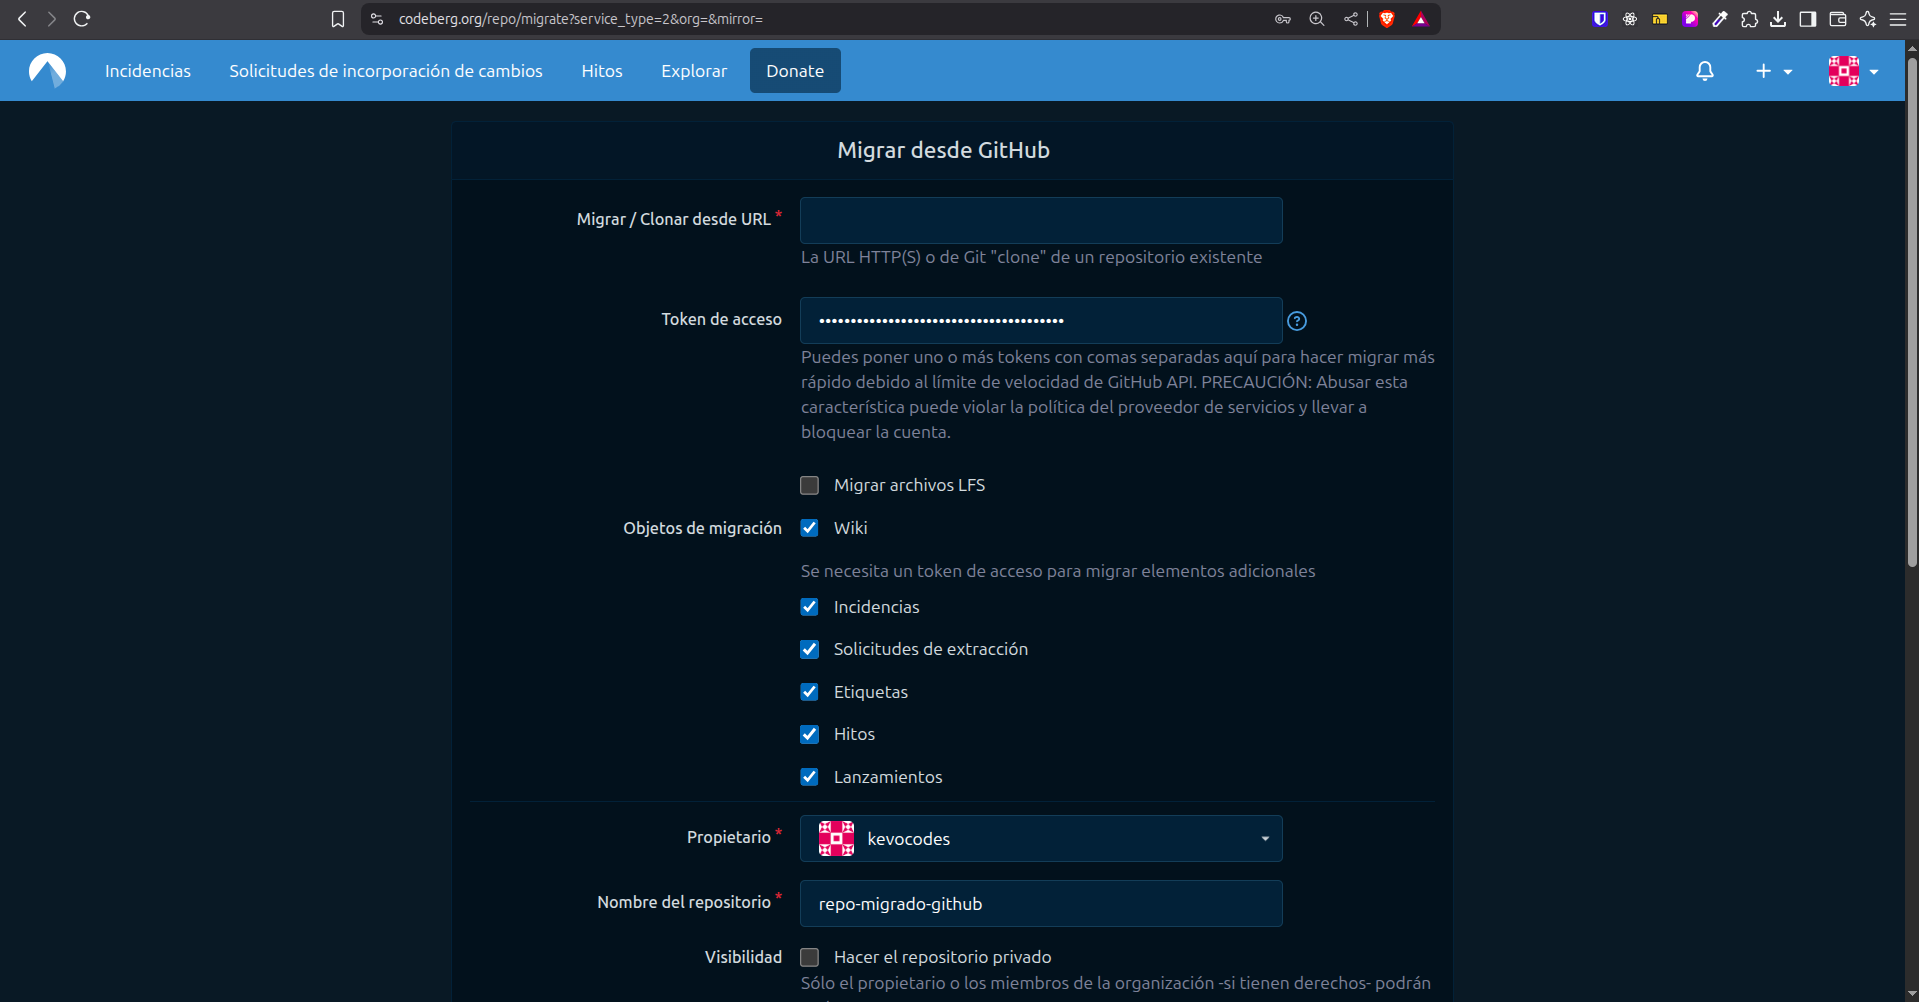 codeberg.org/repo/migrate?service_type=2&org=&mirror=
Incidencias Solicitudes de incorporación de cambios Hitos Explorar Donate
Migrar desde GitHub
Migrar / Clonar desde URL *
La URL HTTP(S) o de Git "clone" de un repositorio existente
Token de acceso ••••••••••••••••••••••••••••••••••••••••
Puedes poner uno o más tokens con comas separadas aquí para hacer migrar más
rápido debido al límite de velocidad de GitHub API. PRECAUCIÓN: Abusar esta
característica puede violar la política del proveedor de servicios y llevar a
bloquear la cuenta.
Migrar archivos LFS
Objetos de migración Wiki
Se necesita un token de acceso para migrar elementos adicionales
Incidencias
Solicitudes de extracción
Etiquetas
Hitos
Lanzamientos
Propietario * kevocodes
Nombre del repositorio * repo-migrado-github
Visibilidad Hacer el repositorio privado
Sólo el propietario o los miembros de la organización -si tienen derechos- podrán